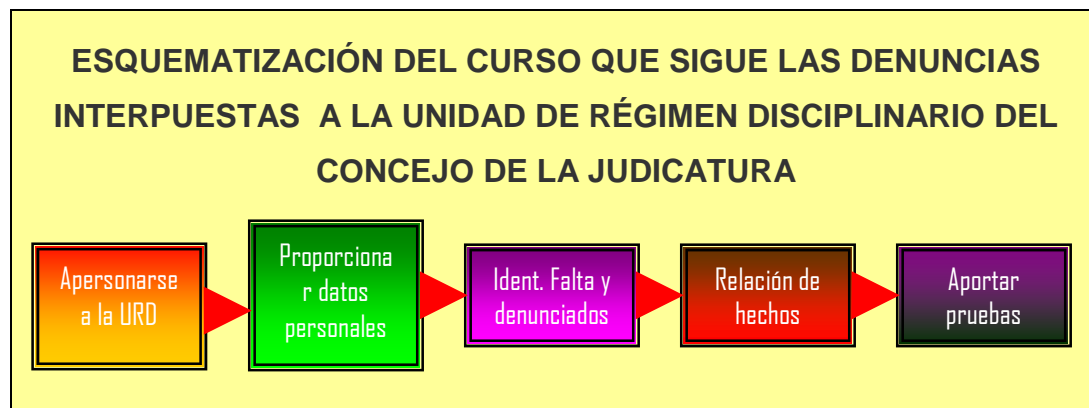 ESQUEMATIZACIÓN DEL CURSO QUE SIGUE LAS DENUNCIAS
INTERPUESTAS A LA UNIDAD DE RÉGIMEN DISCIPLINARIO DEL
CONCEJO DE LA JUDICATURA
Apersonarse
a la URD
Proporciona
r datos
personales
Ident. Falta y
denunciados
Relación de
hechos
Aportar
pruebas